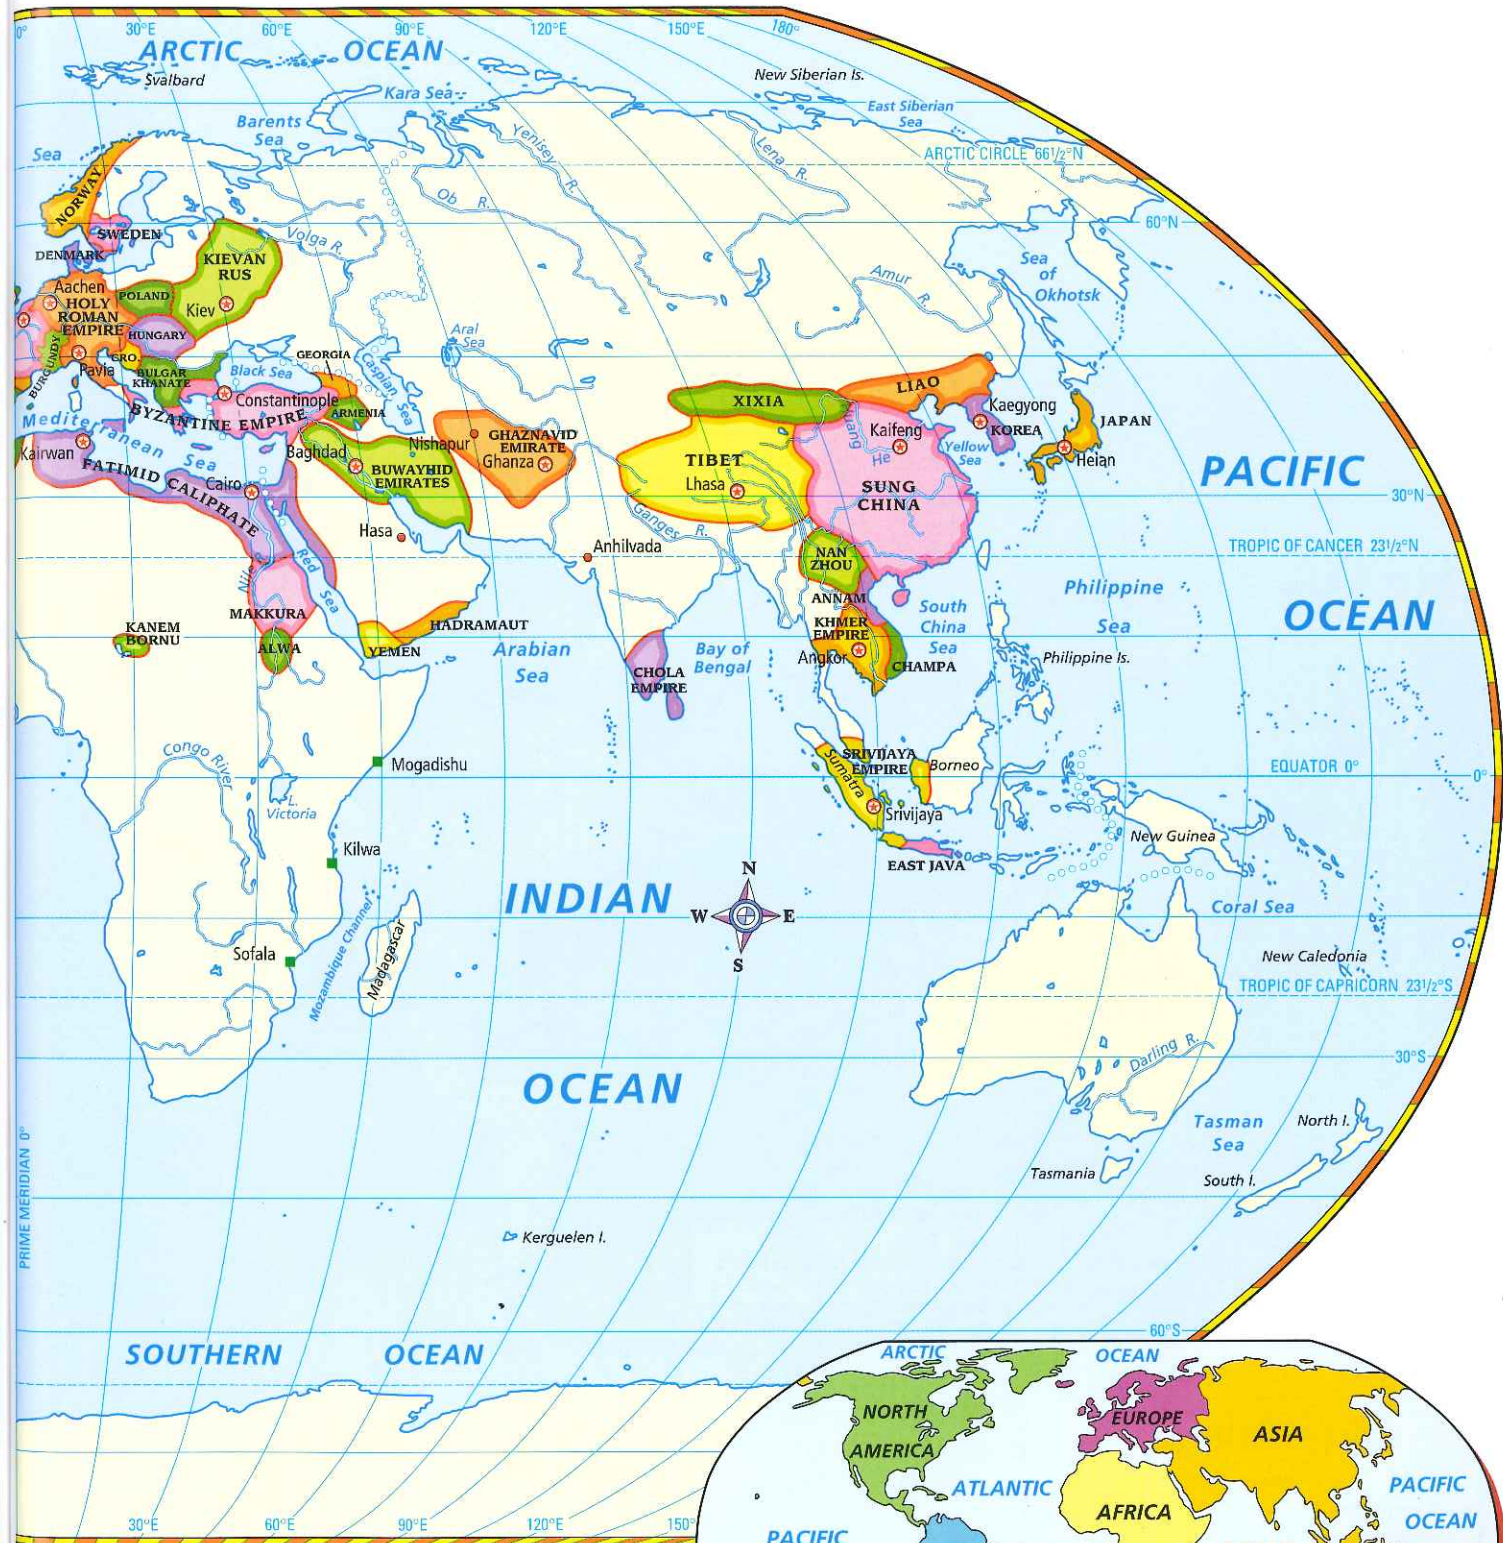 0°
30°E
60°E
90°E
120°E
150°E
180°
ARCTIC OCEAN
Svalbard
New Siberian Is.
Kara Sea
East Siberian
Sea
Barents
Sea
Sea
Yenisey R.
Lena R.
ARCTIC CIRCLE 66½°N
Ob R.
NORWAY
60°N
SWEDEN
Volga R.
DENMARK
KIEVAN
RUS
Sea
of
Okhotsk
Amur R.
Aachen
POLAND
HOLY
ROMAN
EMPIRE
Kiev
HUNGARY
Aral
Sea
BURGUNDY
Pavia
CRO.
GEORGIA
BULGAR
KHANATE
Black Sea
Caspian Sea
LIAO
XIXIA
Constantinople
ARMENIA
BYZANTINE EMPIRE
Kaegyong
KOREA
JAPAN
Mediterranean Sea
Huang He
Kaifeng
Nishapur
GHAZNAVID
EMIRATE
Ghanza
Kairwan
Baghdad
BUWAYHID
EMIRATES
Yellow
Sea
Heian
TIBET
Lhasa
PACIFIC
FATIMID CALIPHATE
Cairo
SUNG
CHINA
30°N
Hasa
Ganges R.
Anhilvada
TROPIC OF CANCER 23½°N
NAN
ZHOU
Nile R.
Red Sea
Philippine
Sea
MAKKURA
ANNAM
South
China
Sea
OCEAN
KANEM
BORNU
HADRAMAUT
KHMER
EMPIRE
ALWA
YEMEN
Arabian
Sea
Bay of
Bengal
Angkor
CHAMPA
Philippine Is.
CHOLA
EMPIRE
Congo River
Mogadishu
SRIVIJAYA
EMPIRE
Sumatra
Borneo
EQUATOR 0°
0°
L.
Victoria
Srivijaya
New Guinea
Kilwa
EAST JAVA
N
W E
S
INDIAN
Coral Sea
Mozambique Channel
Madagascar
Sofala
New Caledonia
TROPIC OF CAPRICORN 23½°S
Darling R.
30°S
OCEAN
Tasman
Sea
North I.
PRIME MERIDIAN 0°
Tasmania
South I.
Kerguelen I.
60°S
SOUTHERN OCEAN
ARCTIC OCEAN
NORTH
AMERICA
EUROPE
ASIA
ATLANTIC
AFRICA
PACIFIC
OCEAN
PACIFIC
30°E
60°E
90°E
120°E
150°